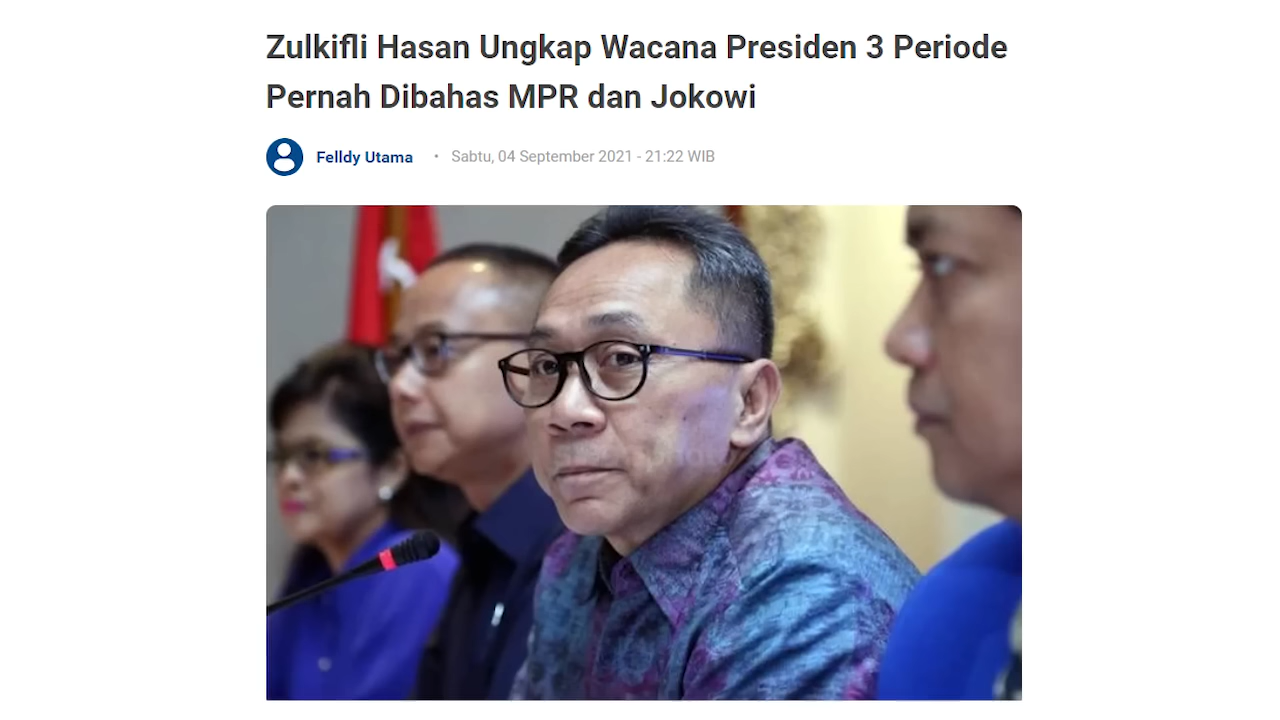 Zulkifli Hasan Ungkap Wacana Presiden 3 Periode
Pernah Dibahas MPR dan Jokowi
Felldy Utama • Sabtu, 04 September 2021 - 21:22 WIB